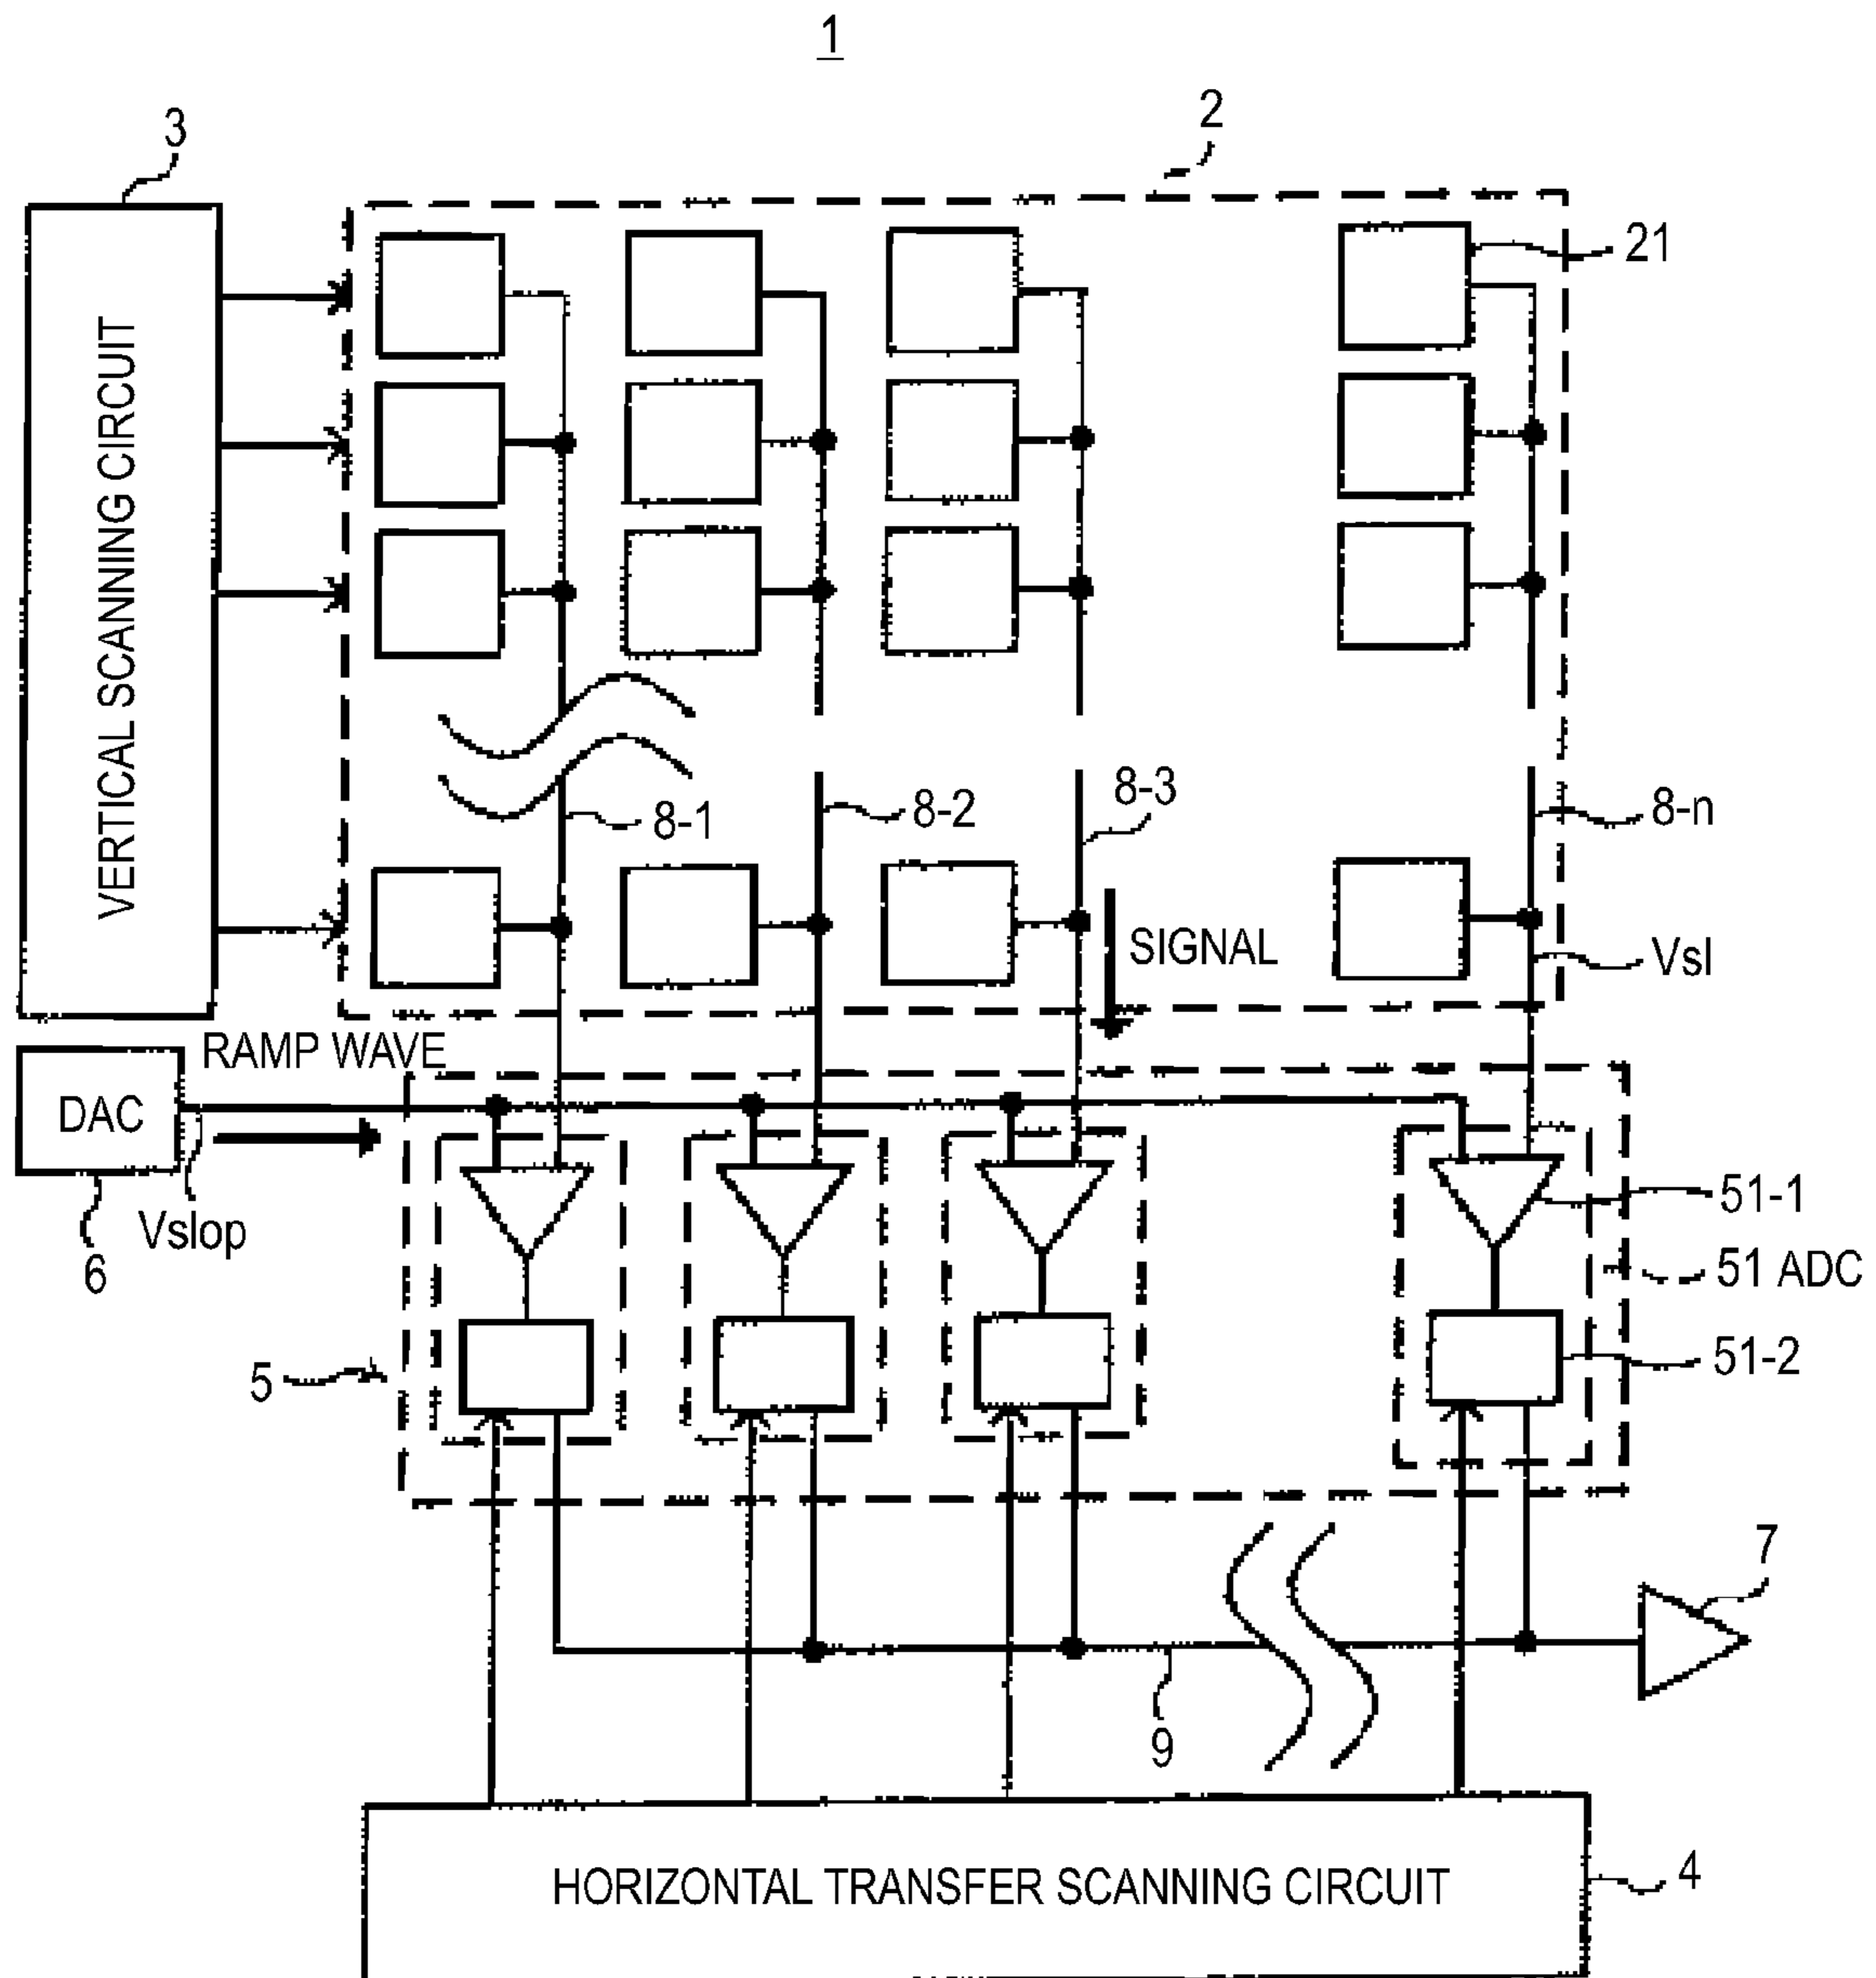 1
2
3
21
VERTICAL SCANNING CIRCUIT
8-1
8-2
8-3
8-n
SIGNAL
Vsl
RAMP WAVE
DAC
Vslop
6
51-1
51 ADC
51-2
5
7
9
HORIZONTAL TRANSFER SCANNING CIRCUIT
4